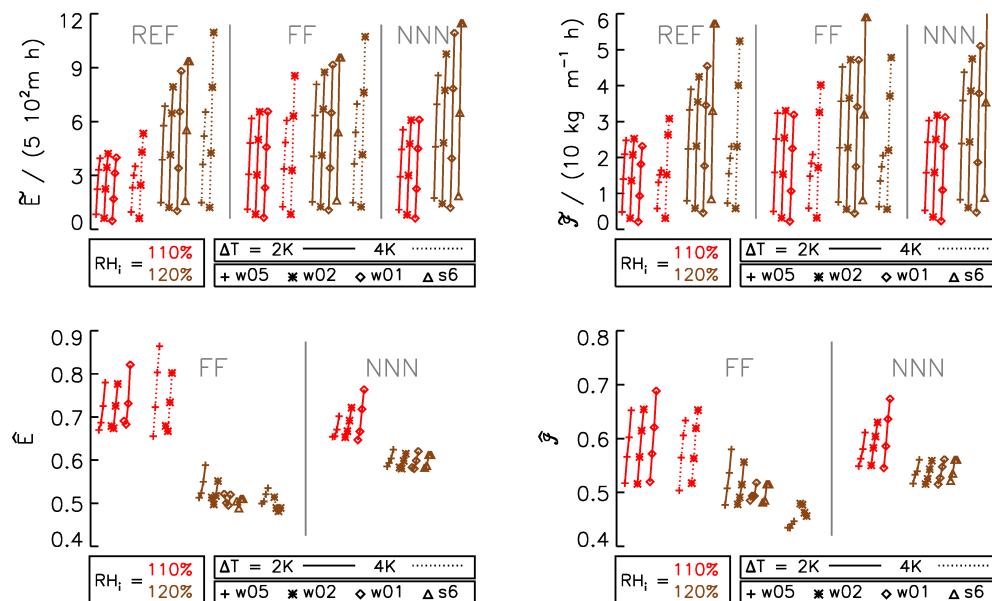 12
9
6
3
0
Ẽ / (5 10²m h)
REF FF NNN
RHᵢ = 110% 120%
ΔT = 2K 4K
w05 w02 w01 s6
6
5
4
3
2
1
0
𝓕̃ / (10 kg m⁻¹ h)
REF FF NNN
RHᵢ = 110% 120%
ΔT = 2K 4K
w05 w02 w01 s6
0.9
0.8
0.7
0.6
0.5
0.4
Ê
FF NNN
RHᵢ = 110% 120%
ΔT = 2K 4K
w05 w02 w01 s6
0.8
0.7
0.6
0.5
0.4
𝓕̂
FF NNN
RHᵢ = 110% 120%
ΔT = 2K 4K
w05 w02 w01 s6